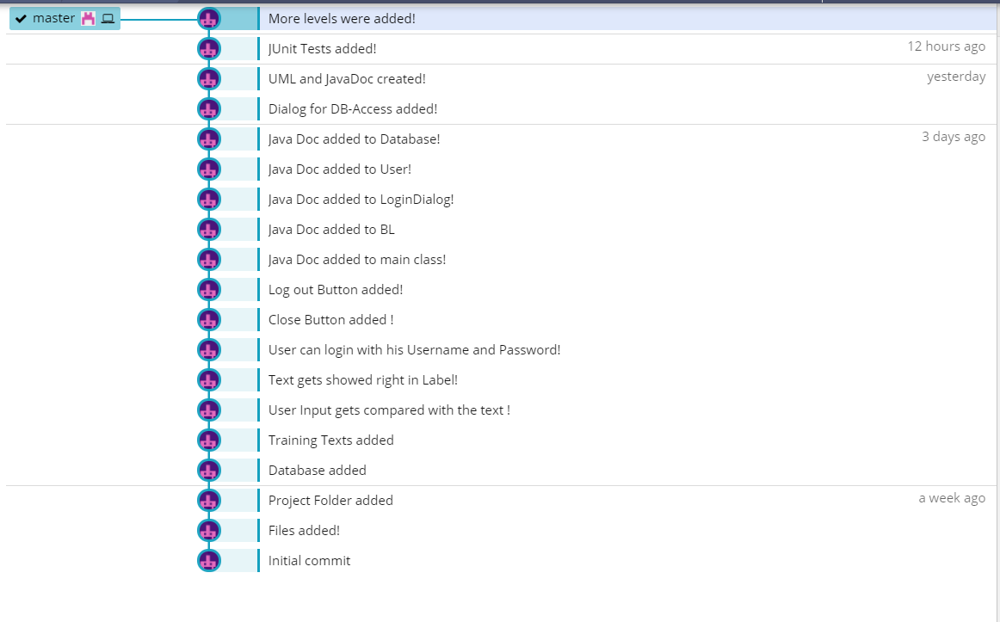 master More levels were added!
JUnit Tests added! 12 hours ago
UML and JavaDoc created! yesterday
Dialog for DB-Access added!
Java Doc added to Database! 3 days ago
Java Doc added to User!
Java Doc added to LoginDialog!
Java Doc added to BL
Java Doc added to main class!
Log out Button added!
Close Button added !
User can login with his Username and Password!
Text gets showed right in Label!
User Input gets compared with the text !
Training Texts added
Database added
Project Folder added a week ago
Files added!
Initial commit